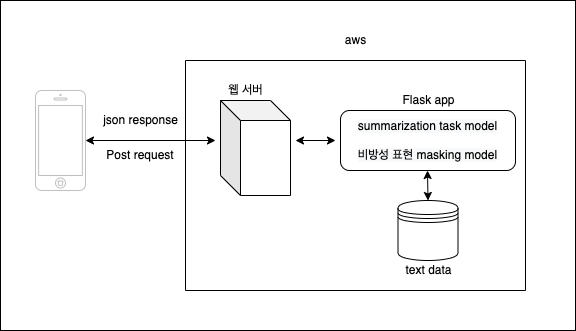 aws
웹 서버
Flask app
json response
summarization task model
Post request
비방성 표현 masking model
text data